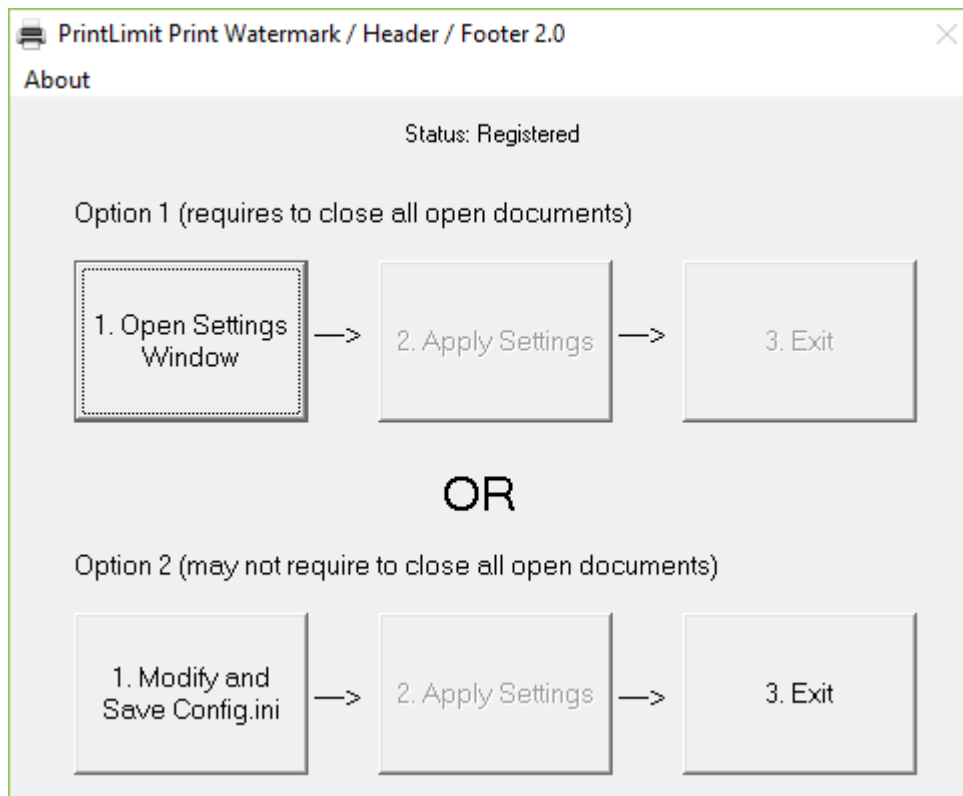 PrintLimit Print Watermark / Header / Footer 2.0
About
Status: Registered
Option 1 (requires to close all open documents)
1. Open Settings
Window
—>
2. Apply Settings
—>
3. Exit
OR
Option 2 (may not require to close all open documents)
1. Modify and
Save Config.ini
—>
2. Apply Settings
—>
3. Exit